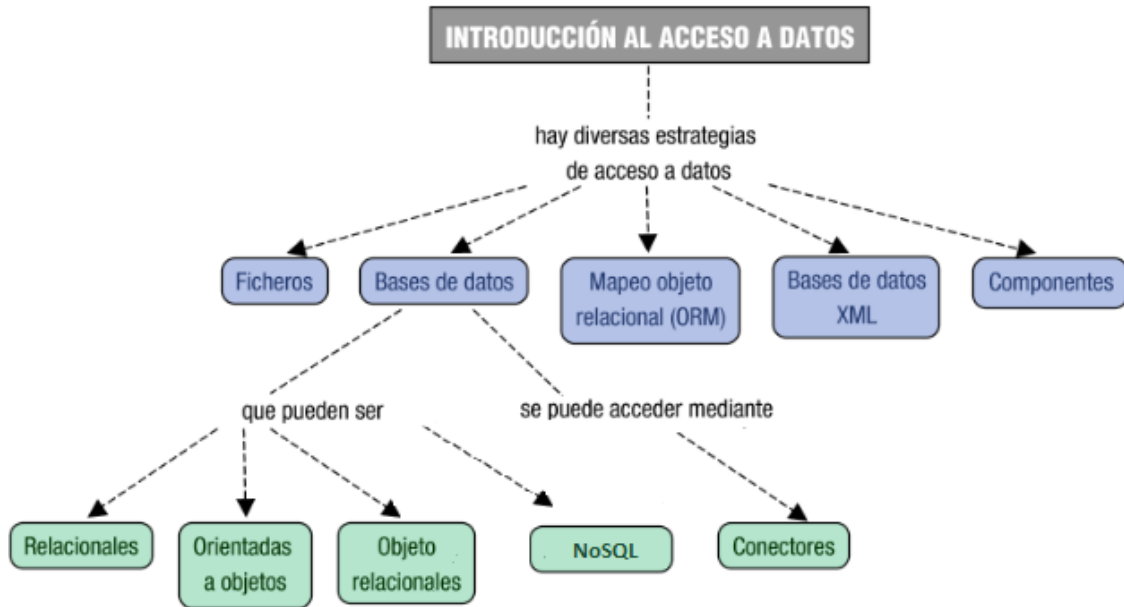 INTRODUCCIÓN AL ACCESO A DATOS
hay diversas estrategias
de acceso a datos
Ficheros
Bases de datos
Mapeo objeto
relacional (ORM)
Bases de datos
XML
Componentes
que pueden ser
se puede acceder mediante
Relacionales
Orientadas
a objetos
Objeto
relacionales
NoSQL
Conectores